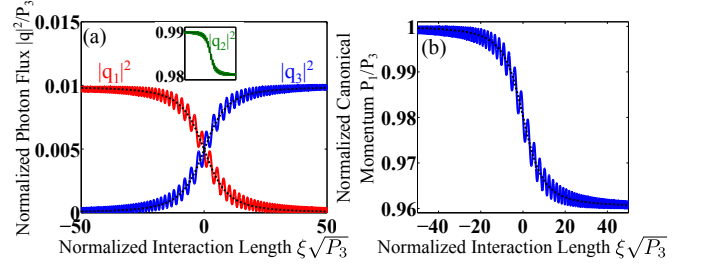 Normalized Photon Flux |q|²/P₃
0.015
0.01
0.005
0
(a)
|q₁|²
|q₃|²
0.99
0.98
|q₂|²
−50
0
50
Normalized Interaction Length ξ√P₃
Normalized Canonical
Momentum P₁/P₃
1
0.99
0.98
0.97
0.96
(b)
−40
−20
0
20
40
Normalized Interaction Length ξ√P₃